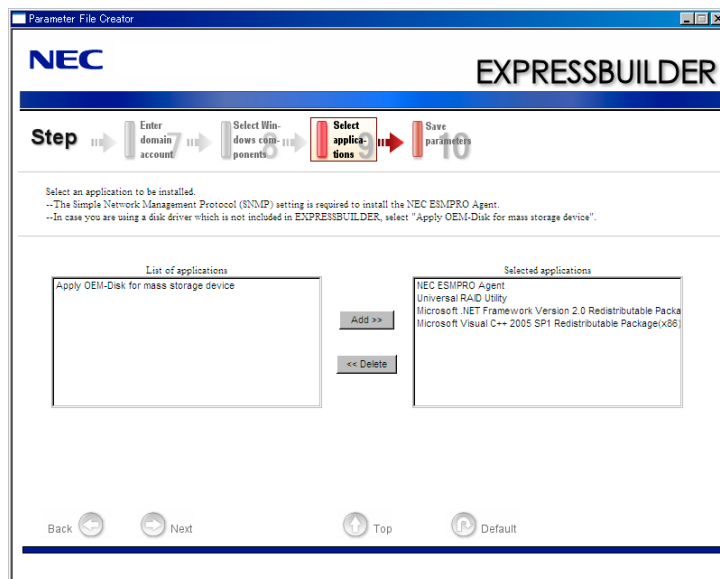 Parameter File Creator
NEC
EXPRESSBUILDER
Step
Enter
domain
account
7
Select Win-
dows com-
ponents
8
Select
applica-
tions
9
Save
parameters
10
Select an application to be installed.
--The Simple Network Management Protocol (SNMP) setting is required to install the NEC ESMPRO Agent.
--In case you are using a disk driver which is not included in EXPRESSBUILDER, select "Apply OEM-Disk for mass storage device".
List of applications
Apply OEM-Disk for mass storage device
Add >>
<< Delete
Selected applications
NEC ESMPRO Agent
Universal RAID Utility
Microsoft .NET Framework Version 2.0 Redistributable Packa
Microsoft Visual C++ 2005 SP1 Redistributable Package(x86)
Back
Next
Top
Default